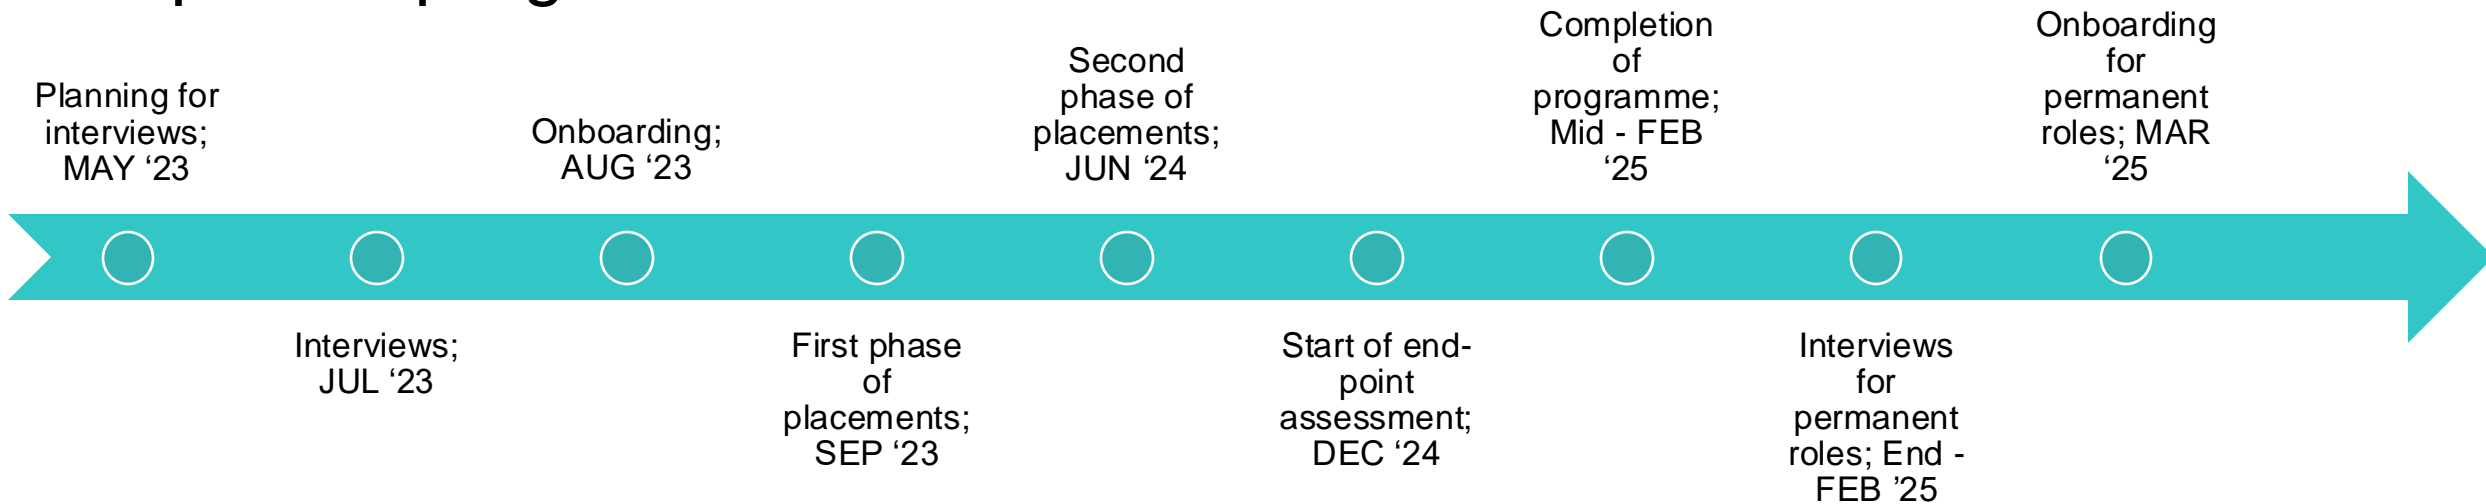 Planning for
interviews;
MAY ‘23
Interviews;
JUL ‘23
Onboarding;
AUG ‘23
First phase
of
placements;
SEP ‘23
Second
phase of
placements;
JUN ‘24
Start of end-
point
assessment;
DEC ‘24
Completion
of
programme;
Mid - FEB
‘25
Interviews
for
permanent
roles; End -
FEB ’25
Onboarding
for
permanent
roles; MAR
‘25